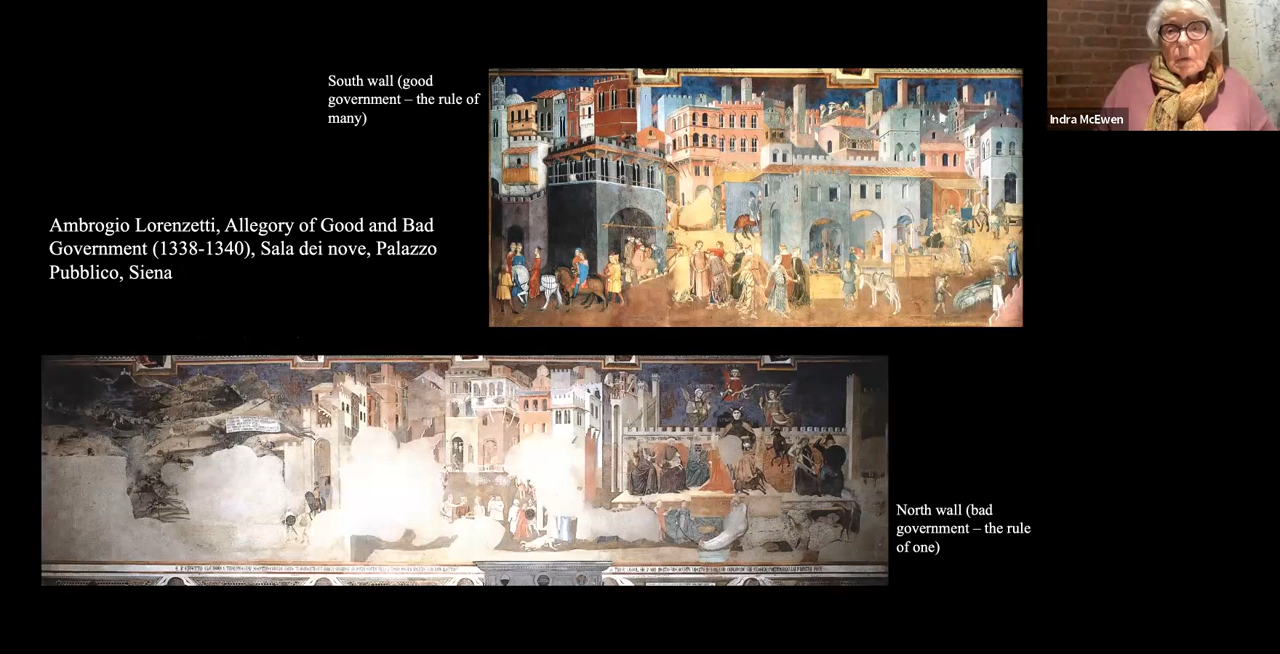 South wall (good
government – the rule of
many)
Indra McEwen
Ambrogio Lorenzetti, Allegory of Good and Bad
Government (1338-1340), Sala dei nove, Palazzo
Pubblico, Siena
North wall (bad
government – the rule
of one)